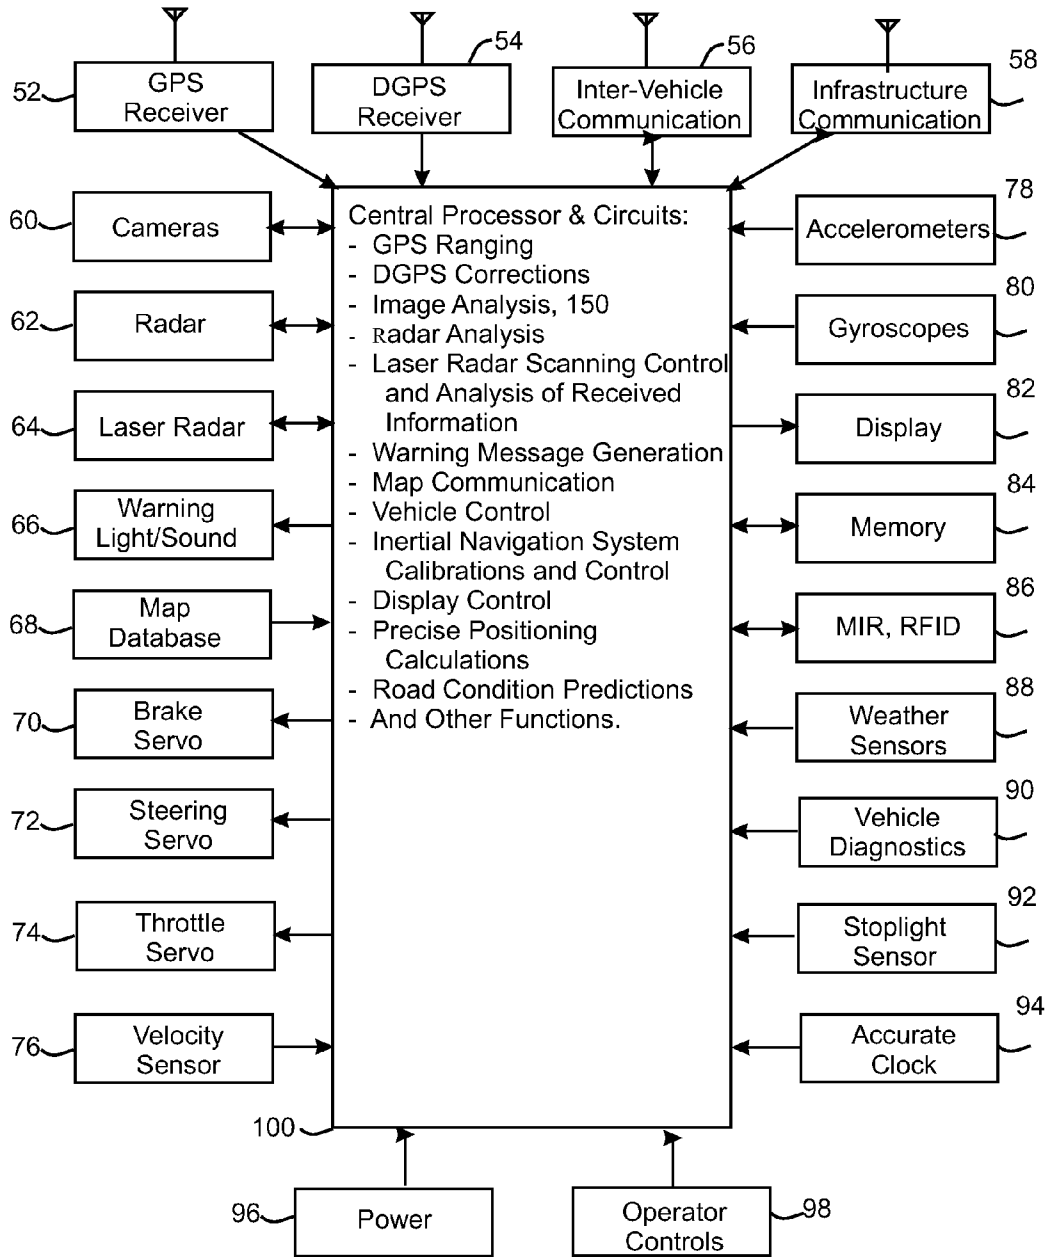 54
56
58
52
GPS
Receiver
DGPS
Receiver
Inter-Vehicle
Communication
Infrastructure
Communication
60
Cameras
62
Radar
64
Laser Radar
66
Warning
Light/Sound
68
Map
Database
70
Brake
Servo
72
Steering
Servo
74
Throttle
Servo
76
Velocity
Sensor
Central Processor & Circuits:
- GPS Ranging
- DGPS Corrections
- Image Analysis, 150
- Radar Analysis
- Laser Radar Scanning Control
and Analysis of Received
Information
- Warning Message Generation
- Map Communication
- Vehicle Control
- Inertial Navigation System
Calibrations and Control
- Display Control
- Precise Positioning
Calculations
- Road Condition Predictions
- And Other Functions.
100
78
Accelerometers
80
Gyroscopes
82
Display
84
Memory
86
MIR, RFID
88
Weather
Sensors
90
Vehicle
Diagnostics
92
Stoplight
Sensor
94
Accurate
Clock
96
Power
Operator
Controls
98